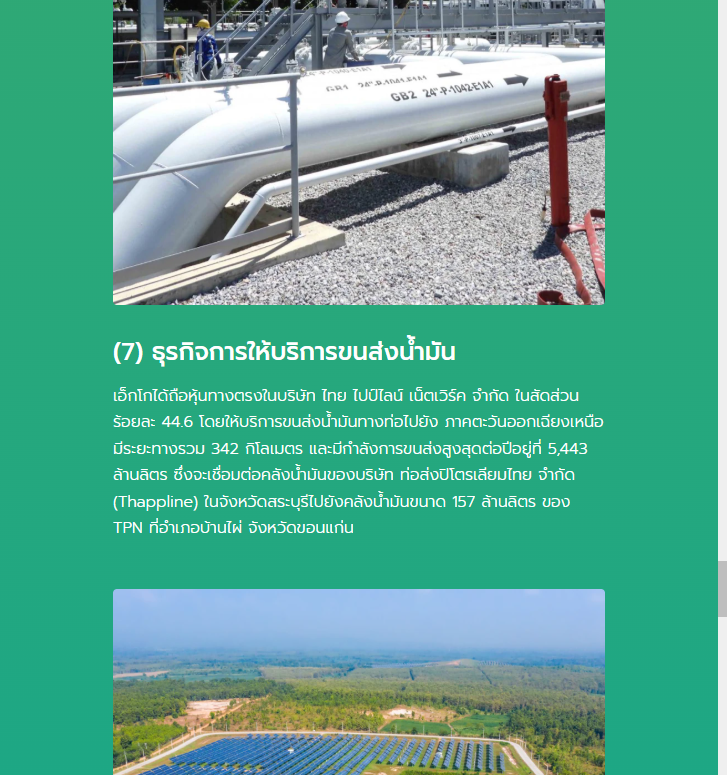 GB1 24"-P-1041-E1A1
GB2 24"-P-1042-E1A1
(7) ธุรกิจการให้บริการขนส่งน้ำมัน
เอ็กโกได้ถือหุ้นทางตรงในบริษัท ไทย ไปป์ไลน์ เน็ตเวิร์ค จำกัด ในสัดส่วน
ร้อยละ 44.6 โดยให้บริการขนส่งน้ำมันทางท่อไปยัง ภาคตะวันออกเฉียงเหนือ
มีระยะทางรวม 342 กิโลเมตร และมีกำลังการขนส่งสูงสุดต่อปีอยู่ที่ 5,443
ล้านลิตร ซึ่งจะเชื่อมต่อคลังน้ำมันของบริษัท ท่อส่งปิโตรเลียมไทย จำกัด
(Thappline) ในจังหวัดสระบุรีไปยังคลังน้ำมันขนาด 157 ล้านลิตร ของ
TPN ที่อำเภอบ้านไผ่ จังหวัดขอนแก่น